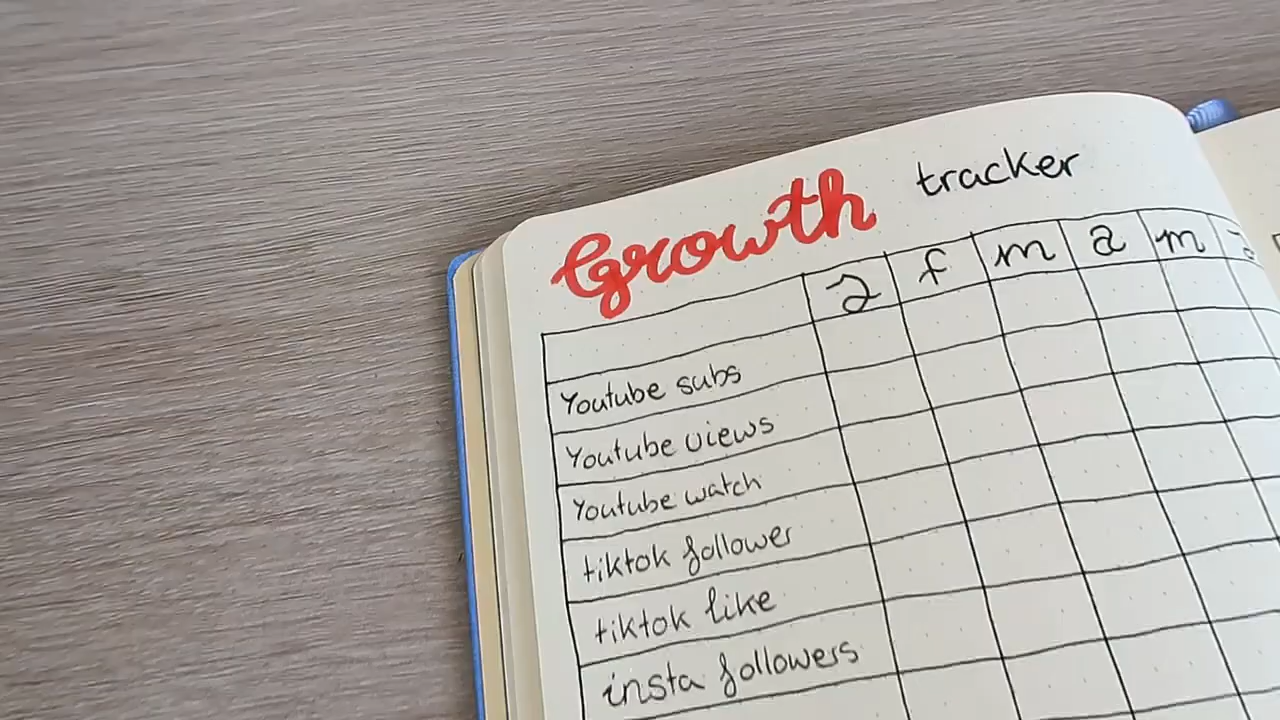 Growth tracker
J f m a m J
Youtube subs
Youtube views
Youtube watch
tiktok follower
tiktok like
insta followers